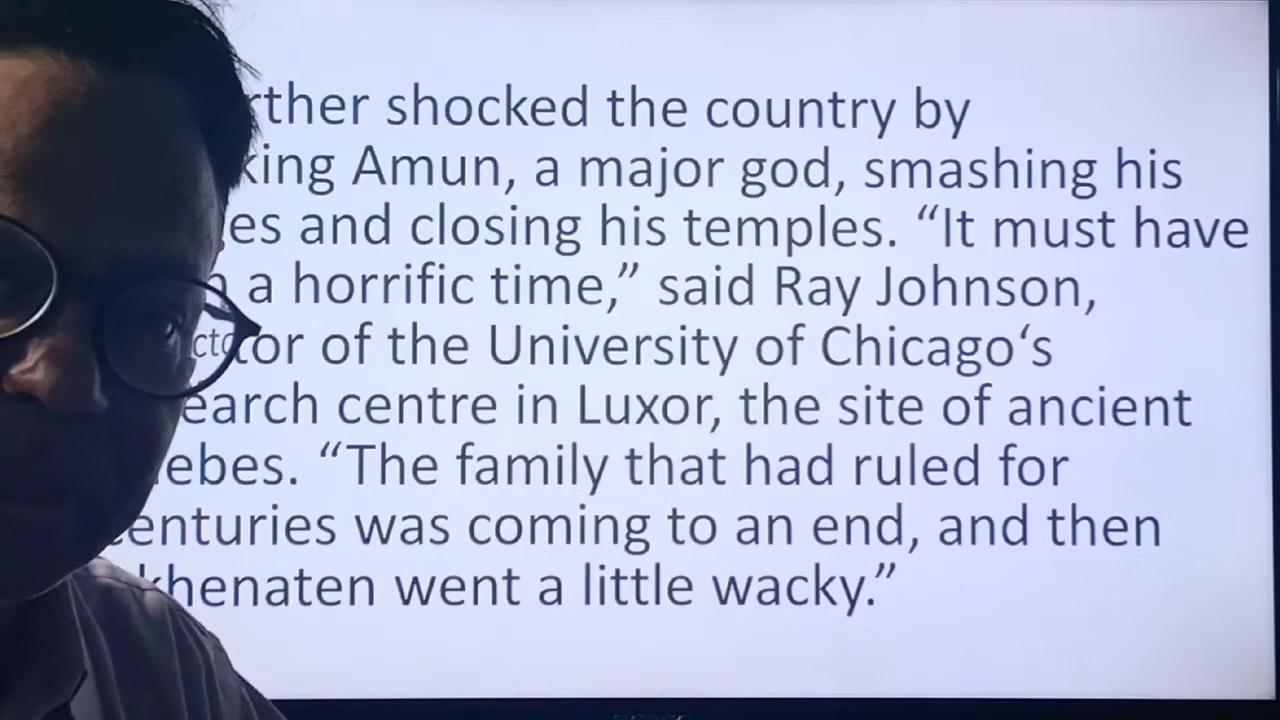 shocked the country by
Amun, a major god, smashing his
and closing his temples. “It must have
a horrific time,” said Ray Johnson,
of the University of Chicago‘s
centre in Luxor, the site of ancient
“The family that had ruled for
centuries was coming to an end, and then
went a little wacky.”